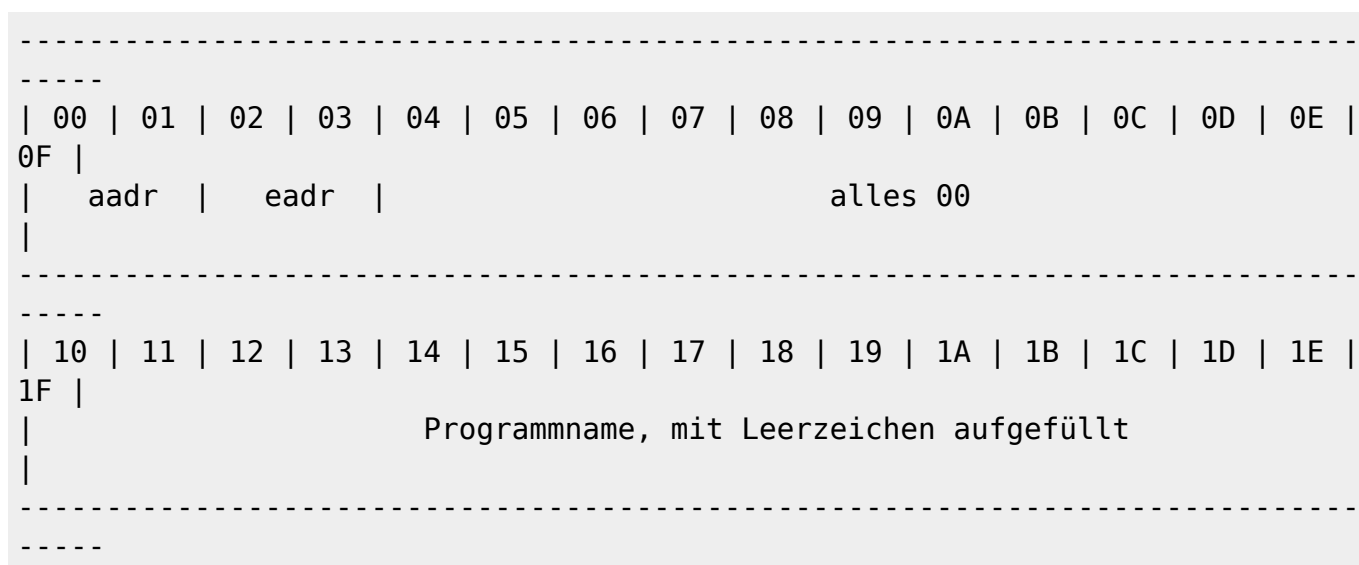 ----------------------------------------------------------------------------
-----
| 00 | 01 | 02 | 03 | 04 | 05 | 06 | 07 | 08 | 09 | 0A | 0B | 0C | 0D | 0E |
0F |
|   aadr  |   eadr  |                         alles 00
|
----------------------------------------------------------------------------
-----
| 10 | 11 | 12 | 13 | 14 | 15 | 16 | 17 | 18 | 19 | 1A | 1B | 1C | 1D | 1E |
1F |
|                      Programmname, mit Leerzeichen aufgefüllt
|
----------------------------------------------------------------------------
-----